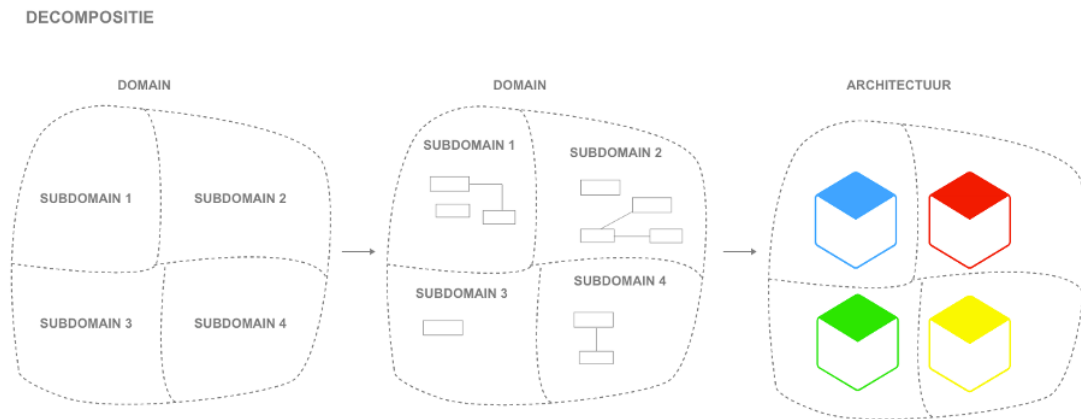 DECOMPOSITIE
DOMAIN
SUBDOMAIN 1
SUBDOMAIN 2
SUBDOMAIN 3
SUBDOMAIN 4
DOMAIN
SUBDOMAIN 1
SUBDOMAIN 2
SUBDOMAIN 3
SUBDOMAIN 4
ARCHITECTUUR